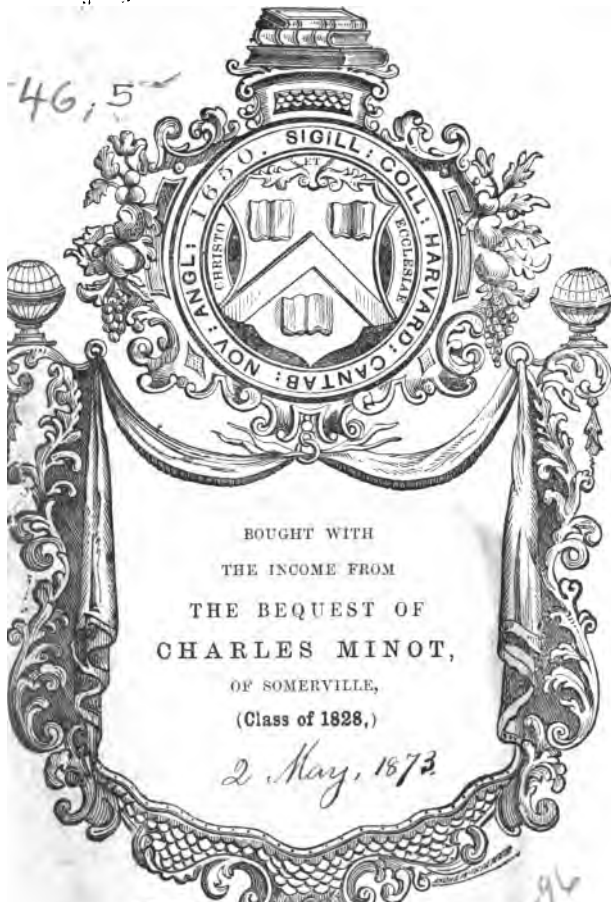 46,5
SIGILL: COLL: HARVARD: CANTAB: NOV: ANGL: 1650.
ET
CHRISTO
ECCLESIAE
BOUGHT WITH
THE INCOME FROM
THE BEQUEST OF
CHARLES MINOT,
OF SOMERVILLE,
(Class of 1828,)
2 May, 1873.
96